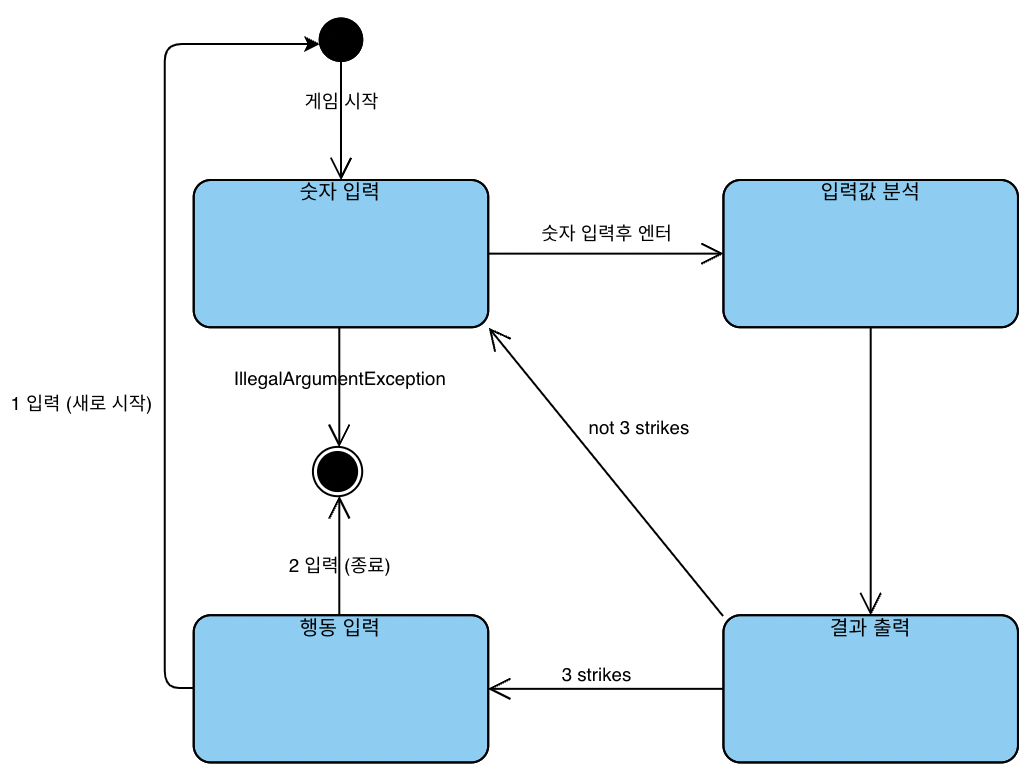 게임 시작
숫자 입력
입력값 분석
숫자 입력후 엔터
IllegalArgumentException
1 입력 (새로 시작)
not 3 strikes
2 입력 (종료)
행동 입력
결과 출력
3 strikes